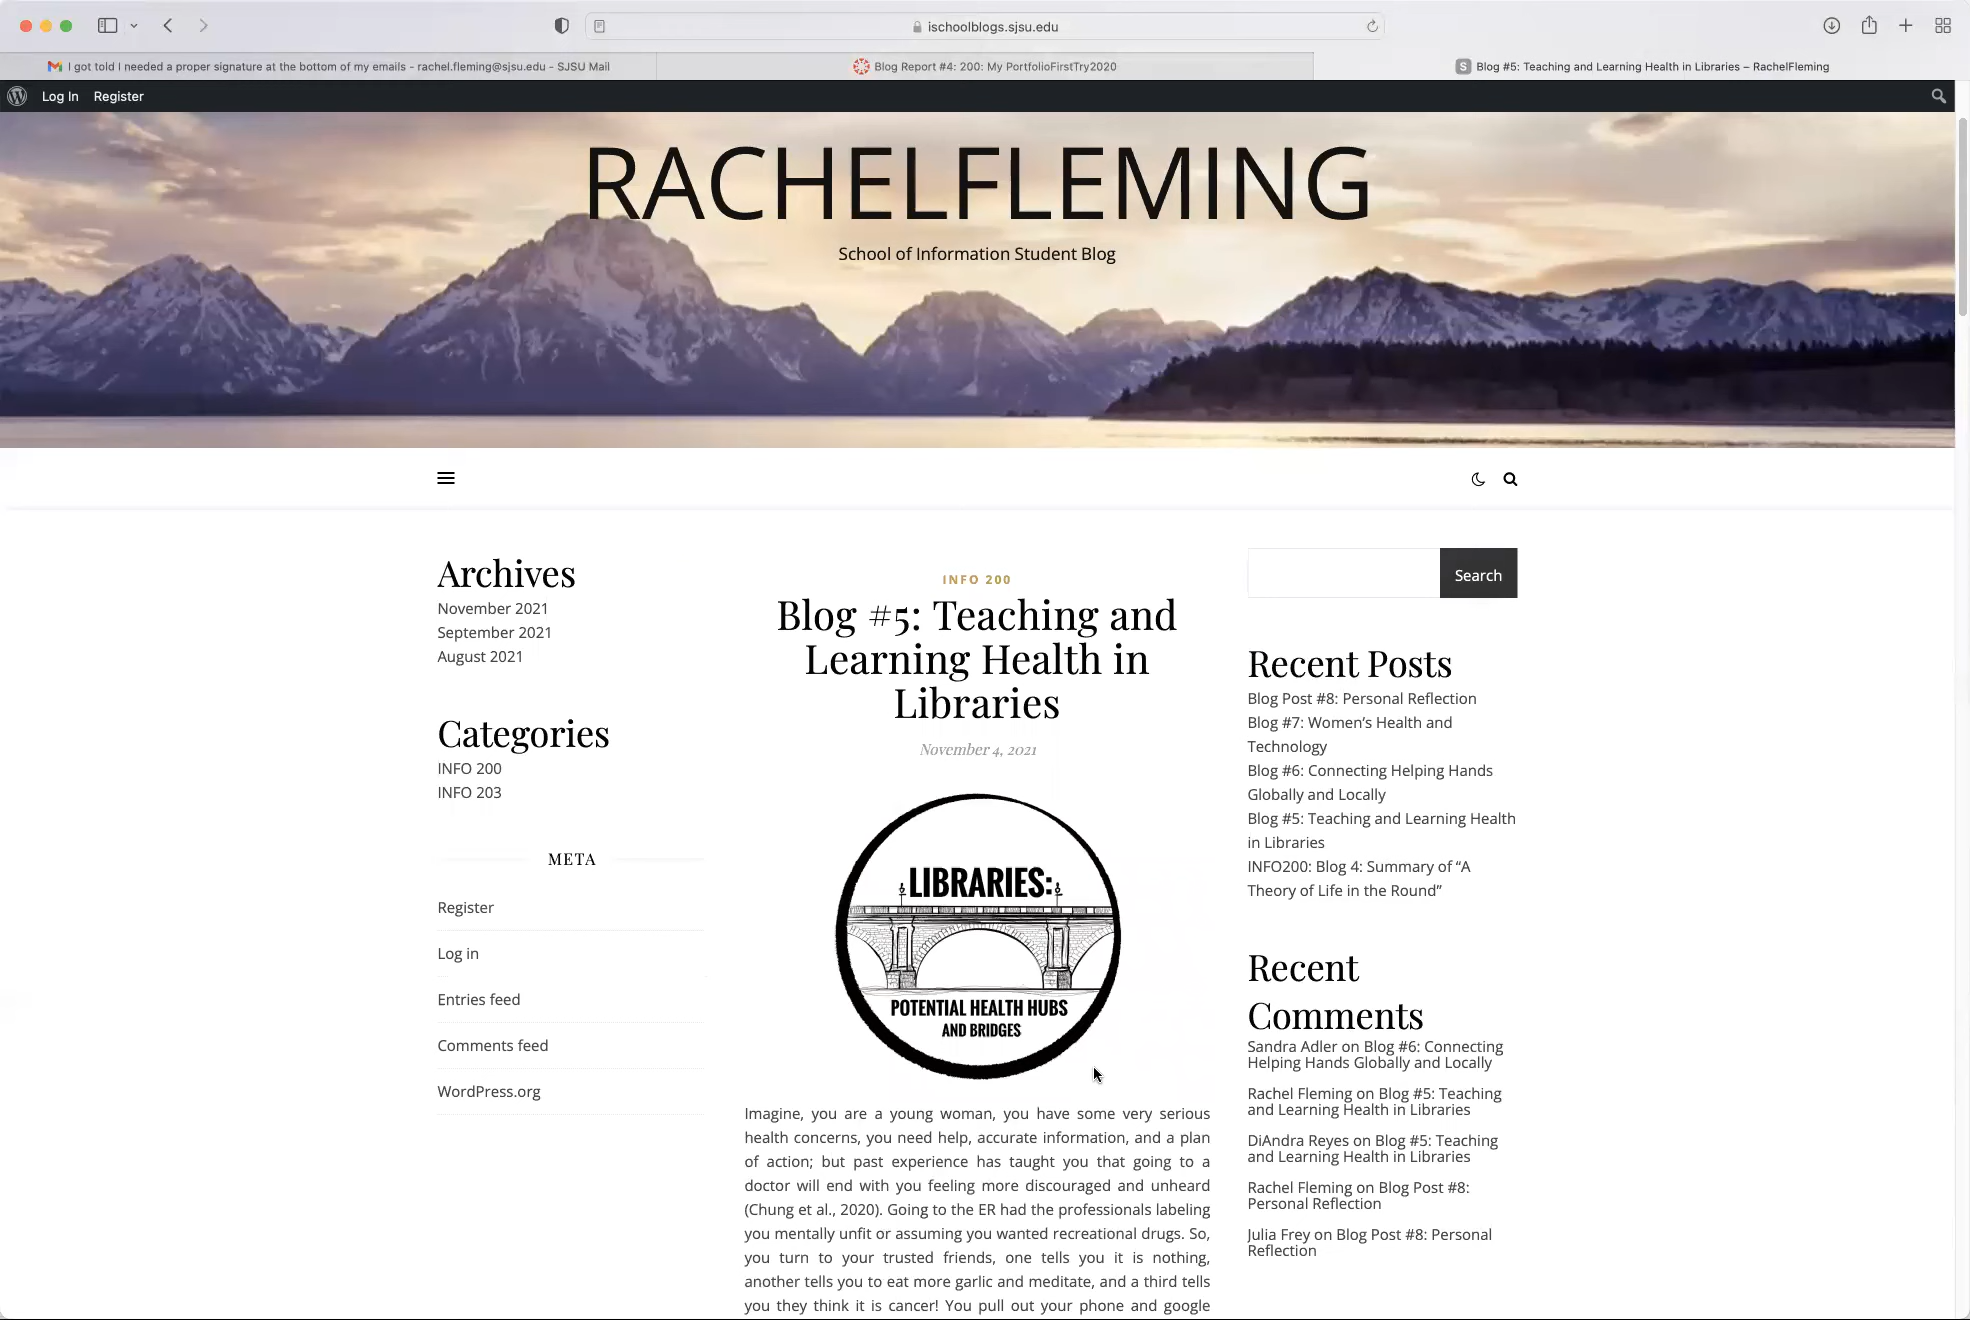 ischoolblogs.sjsu.edu
I got told I needed a proper signature at the bottom of my emails - rachel.fleming@sjsu.edu - SJSU Mail
Blog Report #4: 200: My PortfolioFirstTry2020
S
Blog #5: Teaching and Learning Health in Libraries – RachelFleming
Log In
Register
RACHELFLEMING
School of Information Student Blog
Archives
November 2021
September 2021
August 2021
Categories
INFO 200
INFO 203
META
Register
Log in
Entries feed
Comments feed
WordPress.org
INFO 200
Blog #5: Teaching and
Learning Health in
Libraries
November 4, 2021
LIBRARIES:
POTENTIAL HEALTH HUBS
AND BRIDGES
Imagine, you are a young woman, you have some very serious
health concerns, you need help, accurate information, and a plan
of action; but past experience has taught you that going to a
doctor will end with you feeling more discouraged and unheard
(Chung et al., 2020). Going to the ER had the professionals labeling
you mentally unfit or assuming you wanted recreational drugs. So,
you turn to your trusted friends, one tells you it is nothing,
another tells you to eat more garlic and meditate, and a third tells
you they think it is cancer! You pull out your phone and google
Search
Recent Posts
Blog Post #8: Personal Reflection
Blog #7: Women’s Health and
Technology
Blog #6: Connecting Helping Hands
Globally and Locally
Blog #5: Teaching and Learning Health
in Libraries
INFO200: Blog 4: Summary of “A
Theory of Life in the Round”
Recent
Comments
Sandra Adler on Blog #6: Connecting
Helping Hands Globally and Locally
Rachel Fleming on Blog #5: Teaching
and Learning Health in Libraries
DiAndra Reyes on Blog #5: Teaching
and Learning Health in Libraries
Rachel Fleming on Blog Post #8:
Personal Reflection
Julia Frey on Blog Post #8: Personal
Reflection